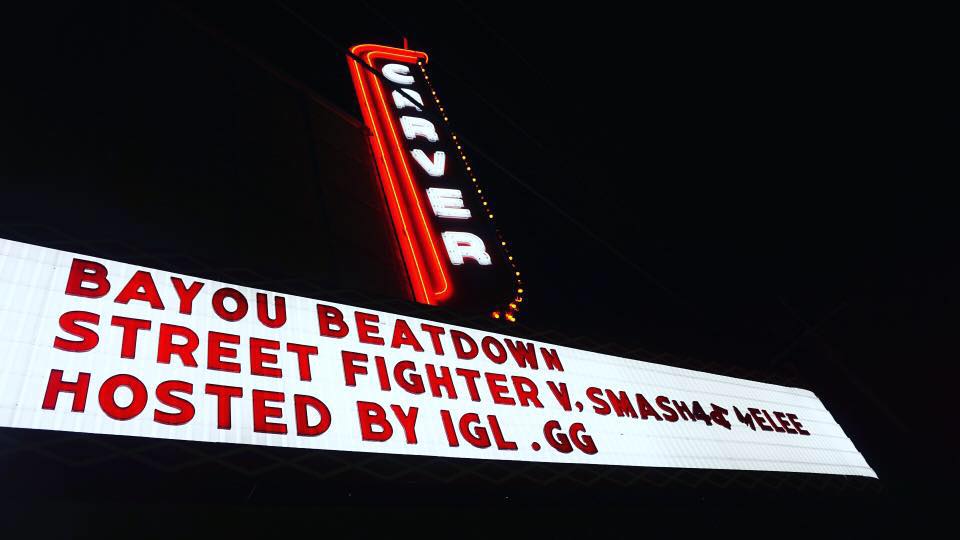 CARVER
BAYOU BEATDOWN
STREET FIGHTER V, SMASH4& MELEE
HOSTED BY IGL .GG